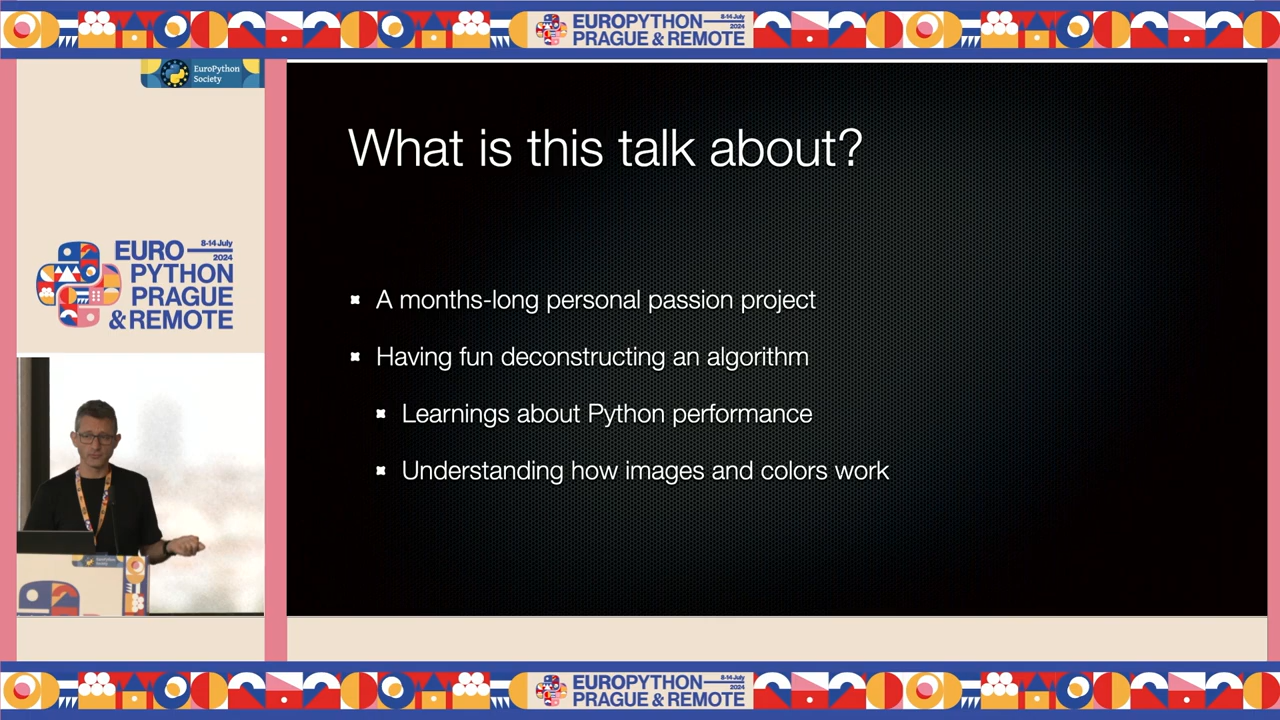 EUROPYTHON
8-14 July
2024
PRAGUE & REMOTE
EuroPython
Society
What is this talk about?
EURO
8-14 July
2024
PYTHON
PRAGUE
& REMOTE
A months-long personal passion project
Having fun deconstructing an algorithm
Learnings about Python performance
Understanding how images and colors work
EUROPYTHON
8-14 July
2024
PRAGUE & REMOTE